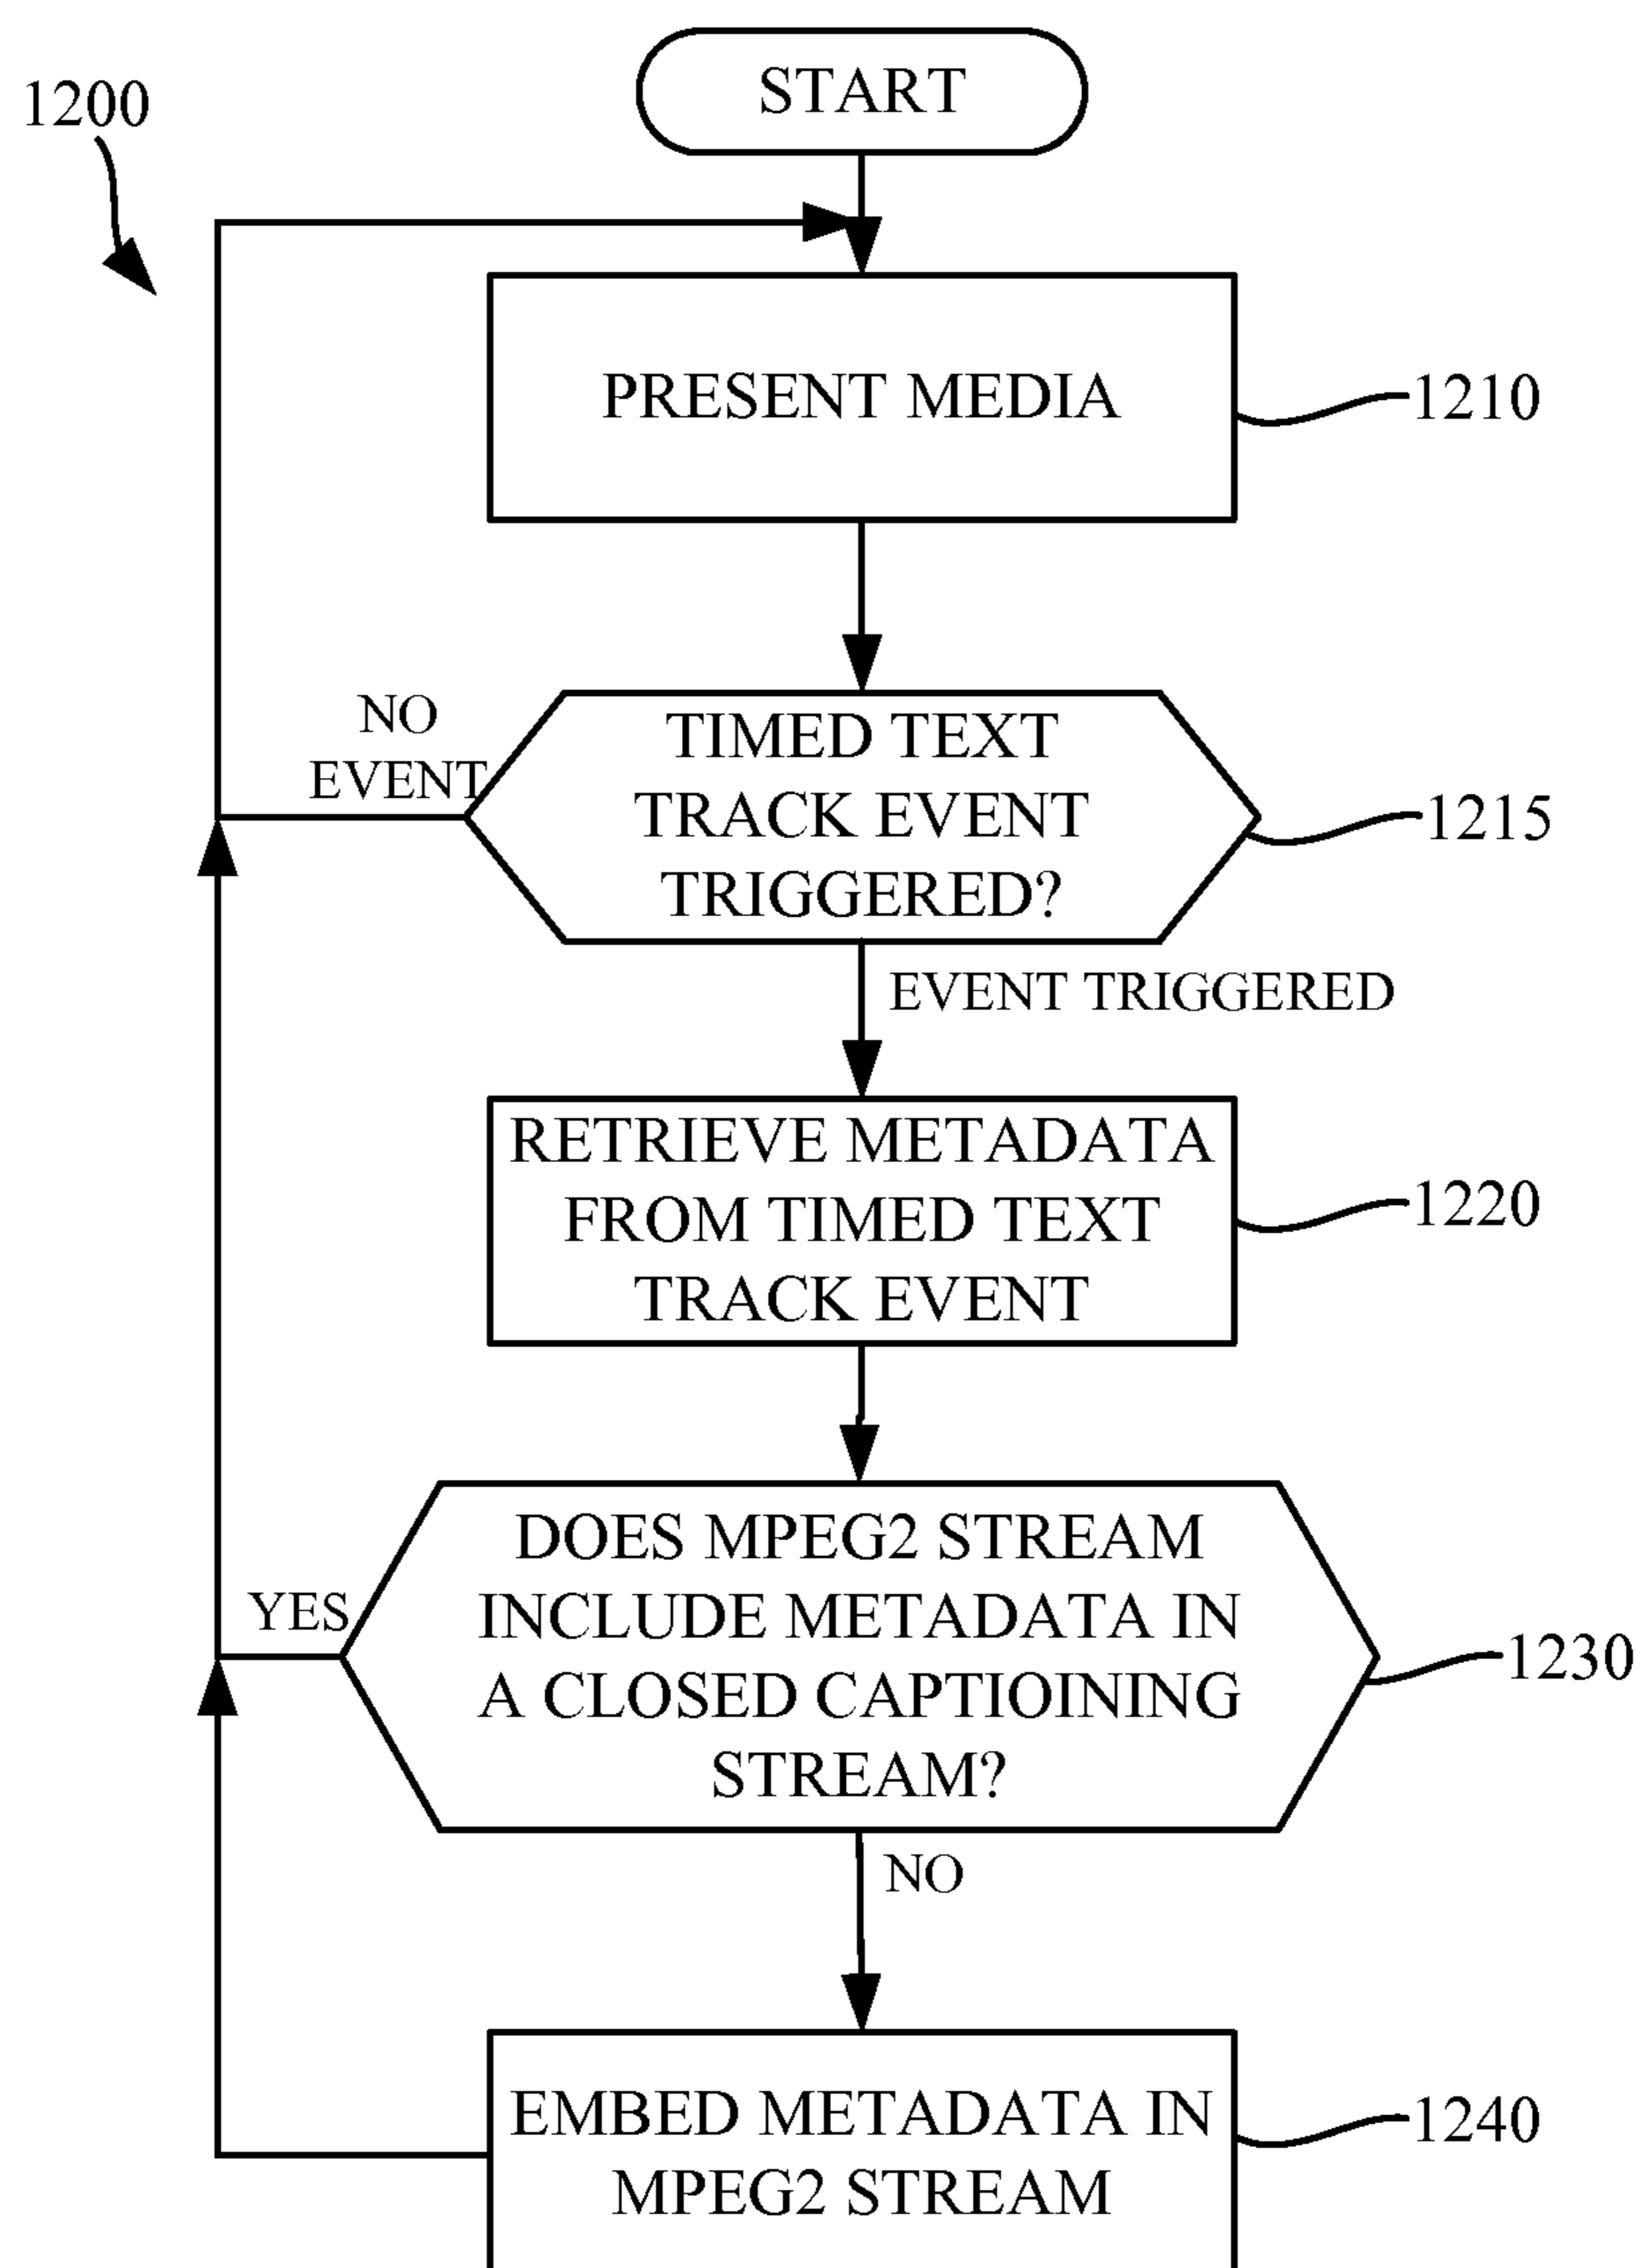 START
1200
PRESENT MEDIA
1210
NO
EVENT
TIMED TEXT
TRACK EVENT
TRIGGERED?
1215
EVENT TRIGGERED
RETRIEVE METADATA
FROM TIMED TEXT
TRACK EVENT
1220
YES
DOES MPEG2 STREAM
INCLUDE METADATA IN
A CLOSED CAPTIOINING
STREAM?
1230
NO
EMBED METADATA IN
MPEG2 STREAM
1240